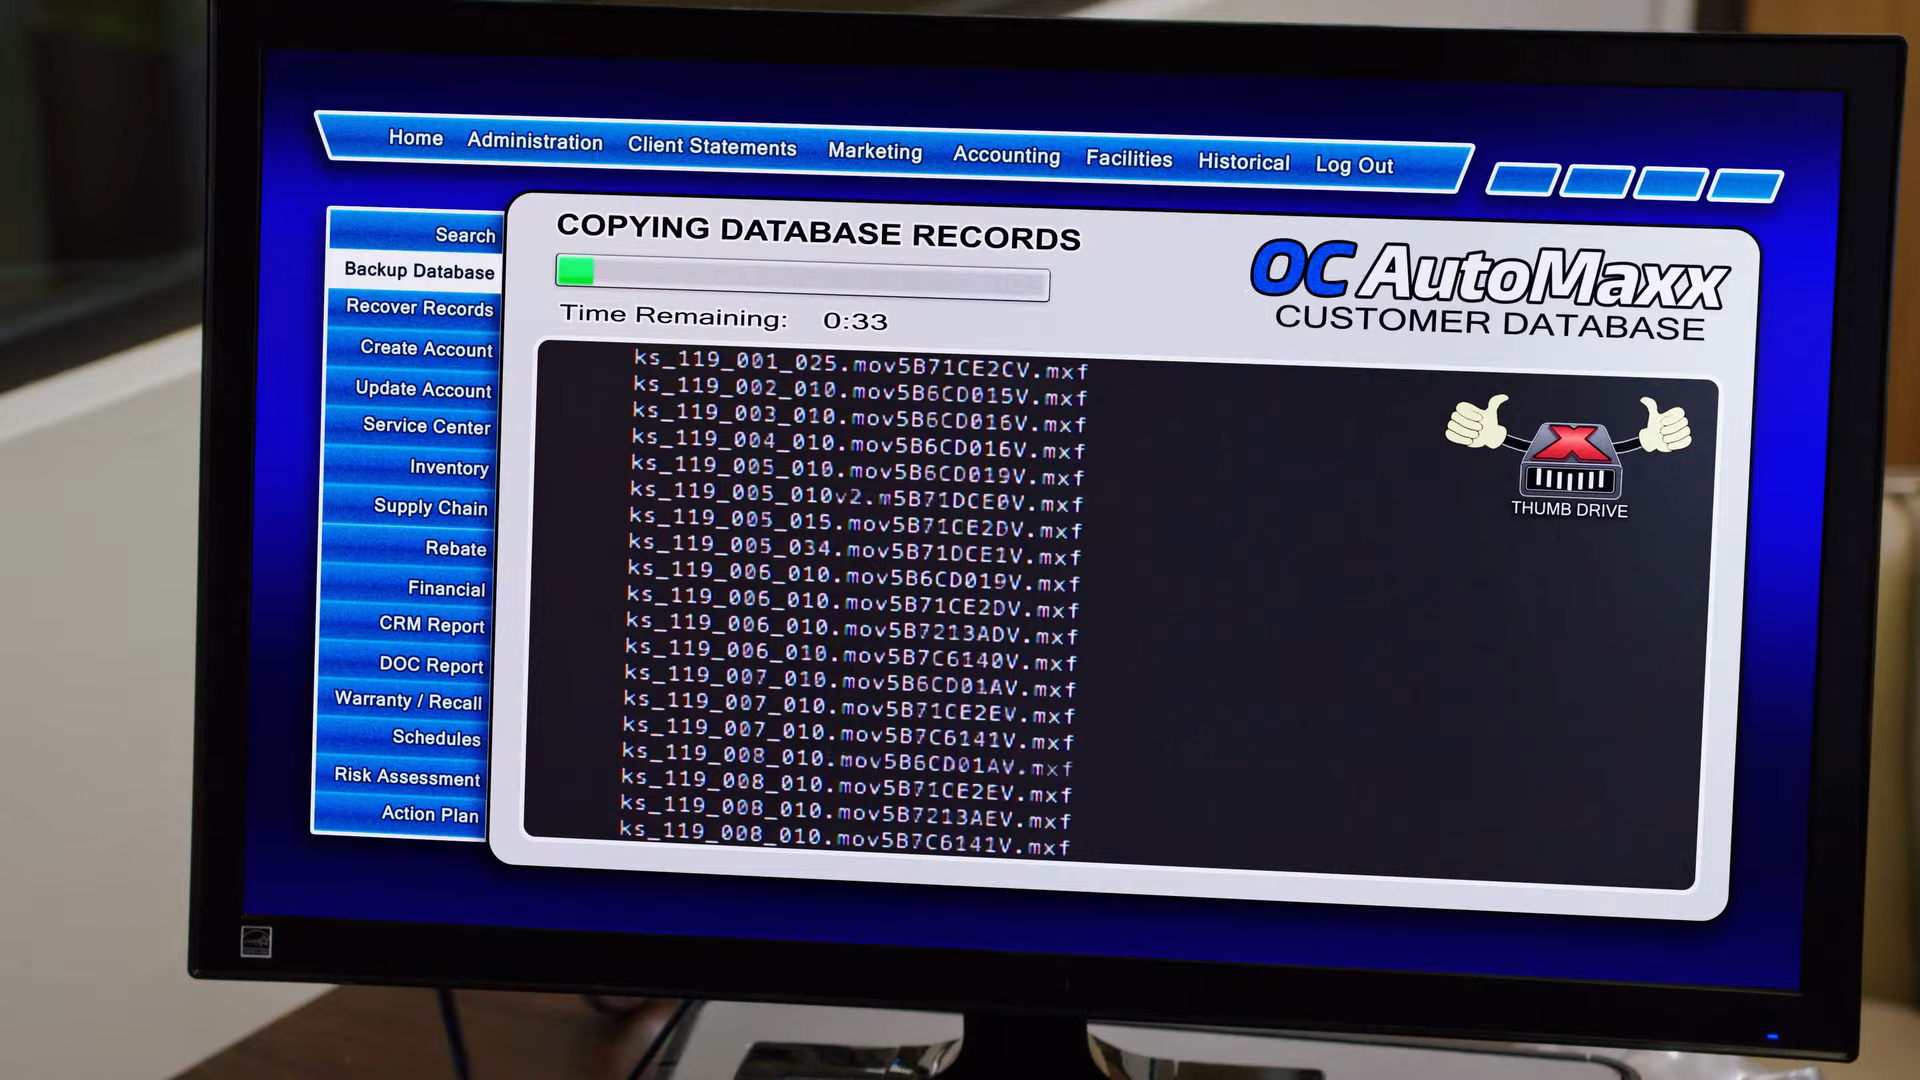 Home Administration Client Statements Marketing Accounting Facilities Historical Log Out
Search
Backup Database
Recover Records
Create Account
Update Account
Service Center
Inventory
Supply Chain
Rebate
Financial
CRM Report
DOC Report
Warranty / Recall
Schedules
Risk Assessment
Action Plan
COPYING DATABASE RECORDS
Time Remaining: 0:33
OC AutoMaxx
CUSTOMER DATABASE
ks_119_001_025.mov5B71CE2CV.mxf
ks_119_002_010.mov5B6CD015V.mxf
ks_119_003_010.mov5B6CD016V.mxf
ks_119_004_010.mov5B6CD016V.mxf
ks_119_005_010.mov5B6CD019V.mxf
ks_119_005_010v2.m5B71DCE0V.mxf
ks_119_005_015.mov5B71CE2DV.mxf
ks_119_005_034.mov5B71DCE1V.mxf
ks_119_006_010.mov5B6CD019V.mxf
ks_119_006_010.mov5B71CE2DV.mxf
ks_119_006_010.mov5B7213ADV.mxf
ks_119_006_010.mov5B7C6140V.mxf
ks_119_007_010.mov5B6CD01AV.mxf
ks_119_007_010.mov5B71CE2EV.mxf
ks_119_007_010.mov5B7C6141V.mxf
ks_119_008_010.mov5B6CD01AV.mxf
ks_119_008_010.mov5B71CE2EV.mxf
ks_119_008_010.mov5B7213AEV.mxf
ks_119_008_010.mov5B7C6141V.mxf
THUMB DRIVE